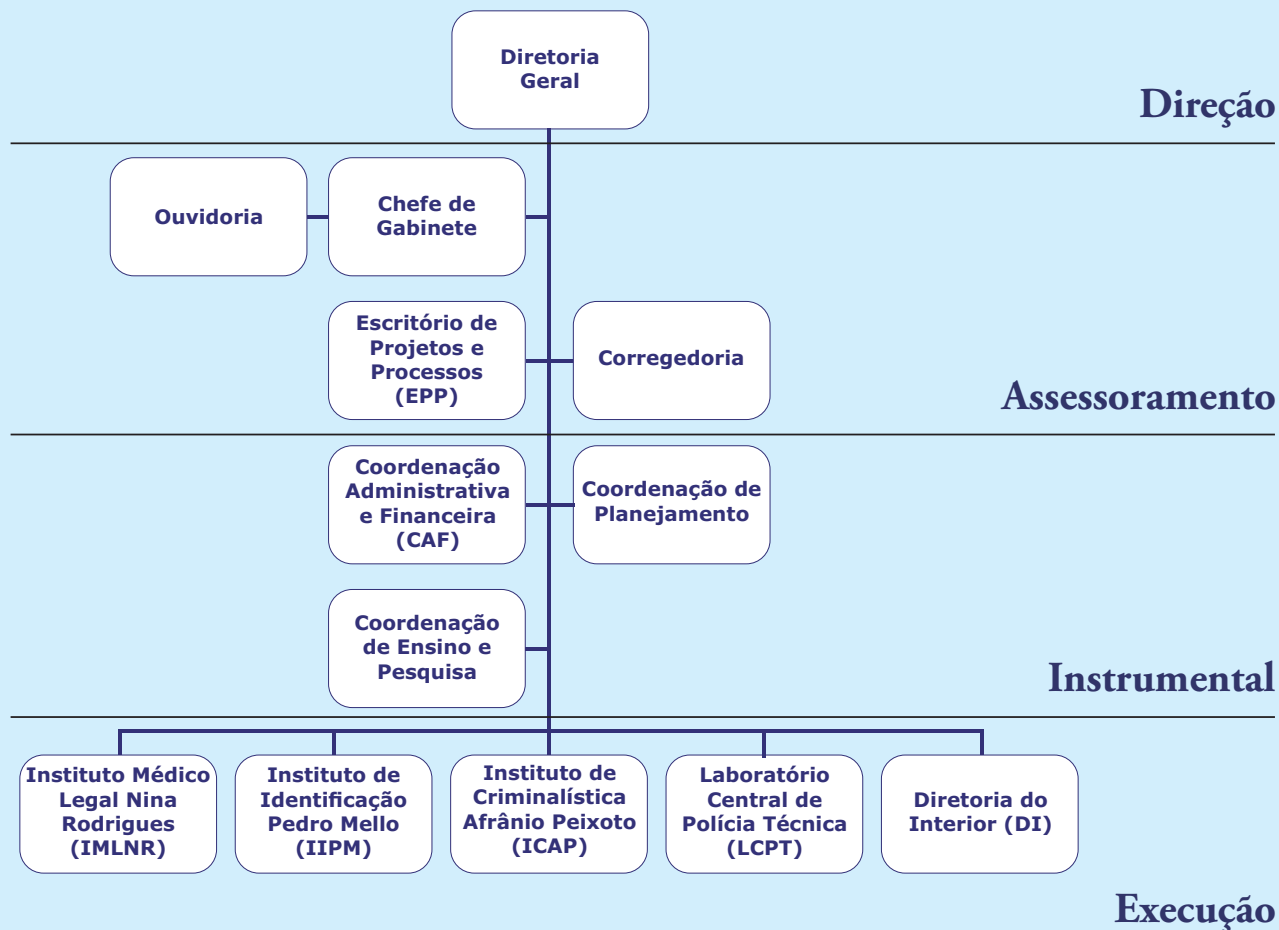 Diretoria
Geral
Direção
Ouvidoria
Chefe de
Gabinete
Escritório de
Projetos e
Processos
(EPP)
Corregedoria
Assessoramento
Coordenação
Administrativa
e Financeira
(CAF)
Coordenação de
Planejamento
Coordenação
de Ensino e
Pesquisa
Instrumental
Instituto Médico
Legal Nina
Rodrigues
(IMLNR)
Instituto de
Identificação
Pedro Mello
(IIPM)
Instituto de
Criminalística
Afrânio Peixoto
(ICAP)
Laboratório
Central de
Polícia Técnica
(LCPT)
Diretoria do
Interior (DI)
Execução